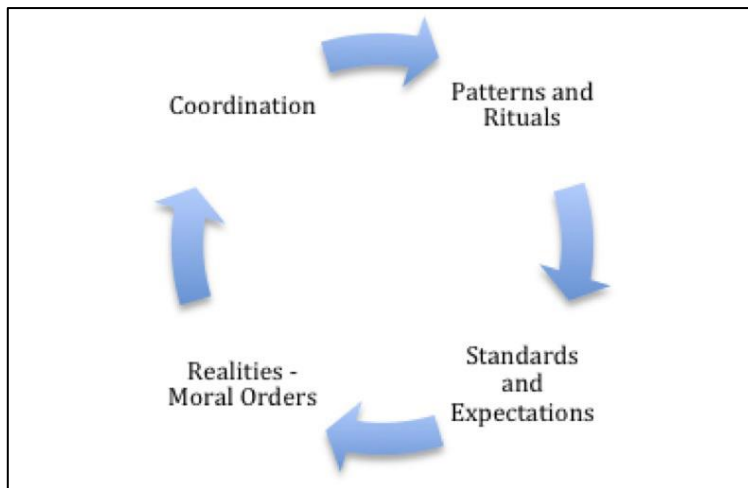 Coordination
Patterns and
Rituals
Standards
and
Expectations
Realities -
Moral Orders